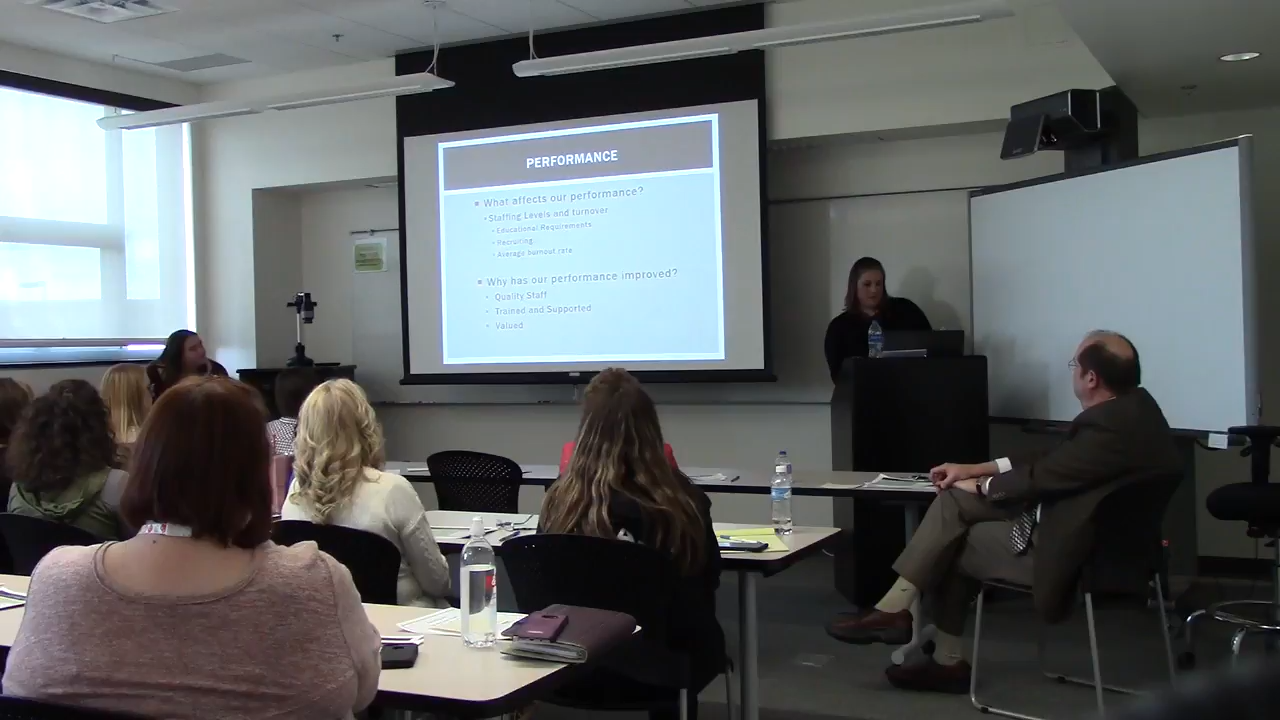 PERFORMANCE
What affects our performance?
Staffing Levels and turnover
Educational Requirements
Recruiting
Average burnout rate
Why has our performance improved?
Quality Staff
Trained and Supported
Valued